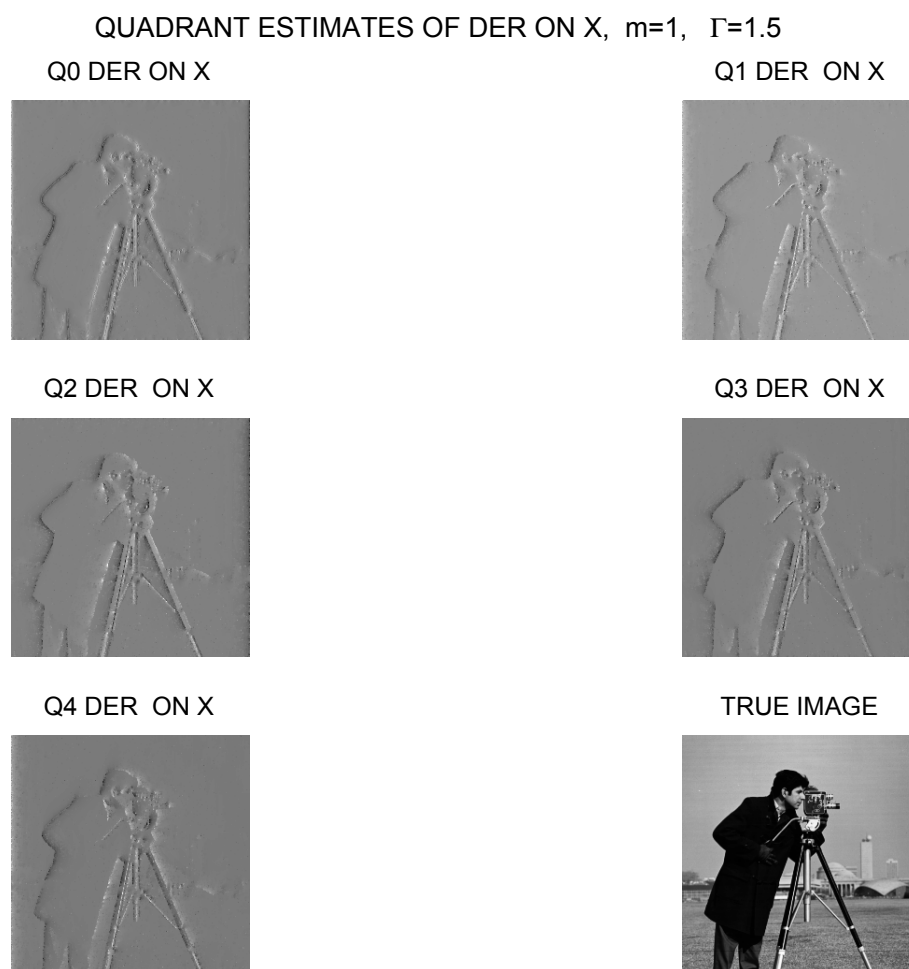 QUADRANT ESTIMATES OF DER ON X, m=1, Γ=1.5
Q0 DER ON X
Q1 DER ON X
Q2 DER ON X
Q3 DER ON X
Q4 DER ON X
TRUE IMAGE